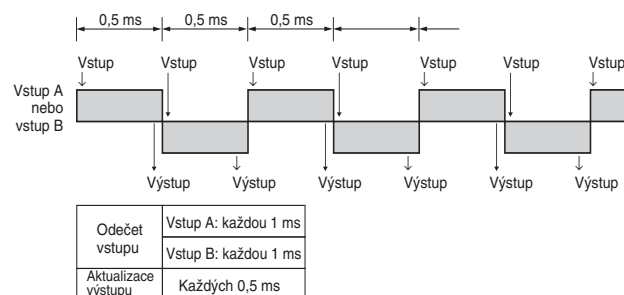 0,5 ms 0,5 ms 0,5 ms
Vstup Vstup Vstup Vstup Vstup Vstup Vstup
Vstup A
nebo
vstup B
Výstup Výstup Výstup Výstup Výstup Výstup
Odečet
vstupu
Vstup A: každou 1 ms
Vstup B: každou 1 ms
Aktualizace
výstupu
Každých 0,5 ms